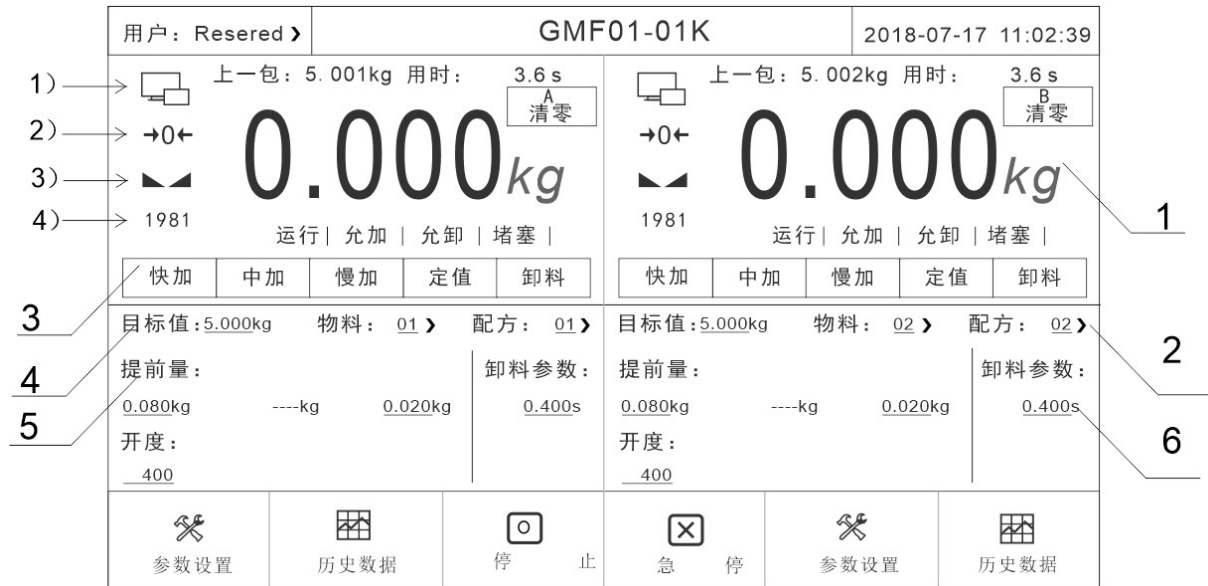 用户：Resered ❯ GMF01-01K 2018-07-17 11:02:39
上一包：5.001kg 用时： 3.6 s 上一包：5.002kg 用时： 3.6 s
1) A 清零 B 清零
2) →0← 0.000kg →0← 0.000kg
3) 1
4) 1981 1981
运行| 允加 | 允卸 | 堵塞 | 运行| 允加 | 允卸 | 堵塞 |
快加 中加 慢加 定值 卸料 快加 中加 慢加 定值 卸料
3
目标值:5.000kg 物料：01 ❯ 配方：01 ❯ 目标值:5.000kg 物料：02 ❯ 配方：02 ❯
4 2
提前量： 卸料参数： 提前量： 卸料参数：
0.080kg ----kg 0.020kg 0.400s 0.080kg ----kg 0.020kg 0.400s
5 6
开度： 开度：
400 400
参数设置 历史数据 停 止 急 停 参数设置 历史数据